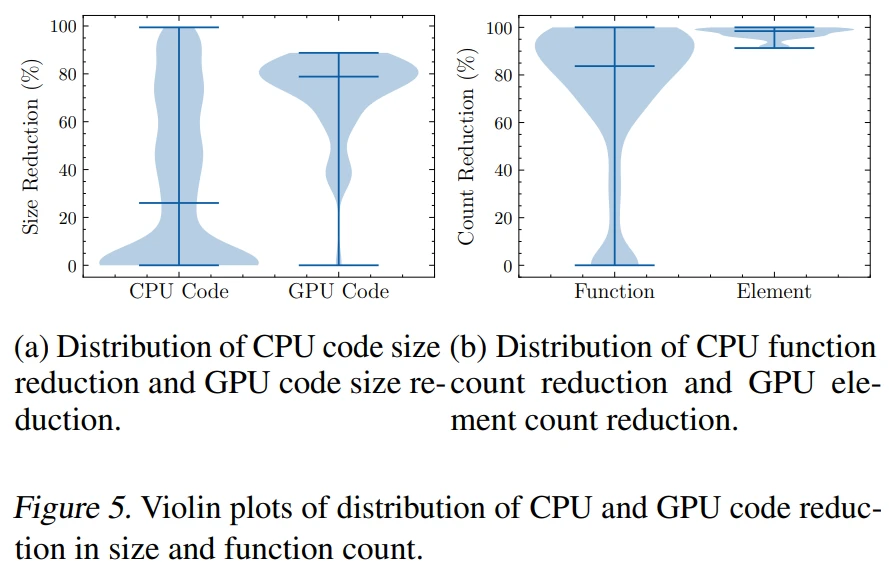 Size Reduction (%)
100
80
60
40
20
0
CPU Code
GPU Code
Count Reduction (%)
100
80
60
40
20
0
Function
Element
(a) Distribution of CPU code size
reduction and GPU code size re-
duction.
(b) Distribution of CPU function
count reduction and GPU ele-
ment count reduction.
Figure 5. Violin plots of distribution of CPU and GPU code reduc-
tion in size and function count.